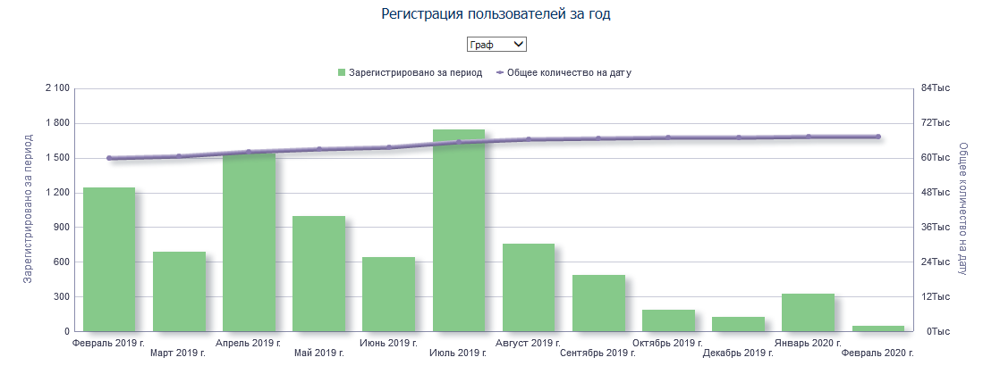 Регистрация пользователей за год
Граф
Зарегистрировано за период
Общее количество на дату
2 100
1 800
1 500
1 200
900
600
300
0
Зарегистрировано за период
84Тыс
72Тыс
60Тыс
48Тыс
36Тыс
24Тыс
12Тыс
0Тыс
Общее количество на дату
Февраль 2019 г.
Март 2019 г.
Апрель 2019 г.
Май 2019 г.
Июнь 2019 г.
Июль 2019 г.
Август 2019 г.
Сентябрь 2019 г.
Октябрь 2019 г.
Декабрь 2019 г.
Январь 2020 г.
Февраль 2020 г.